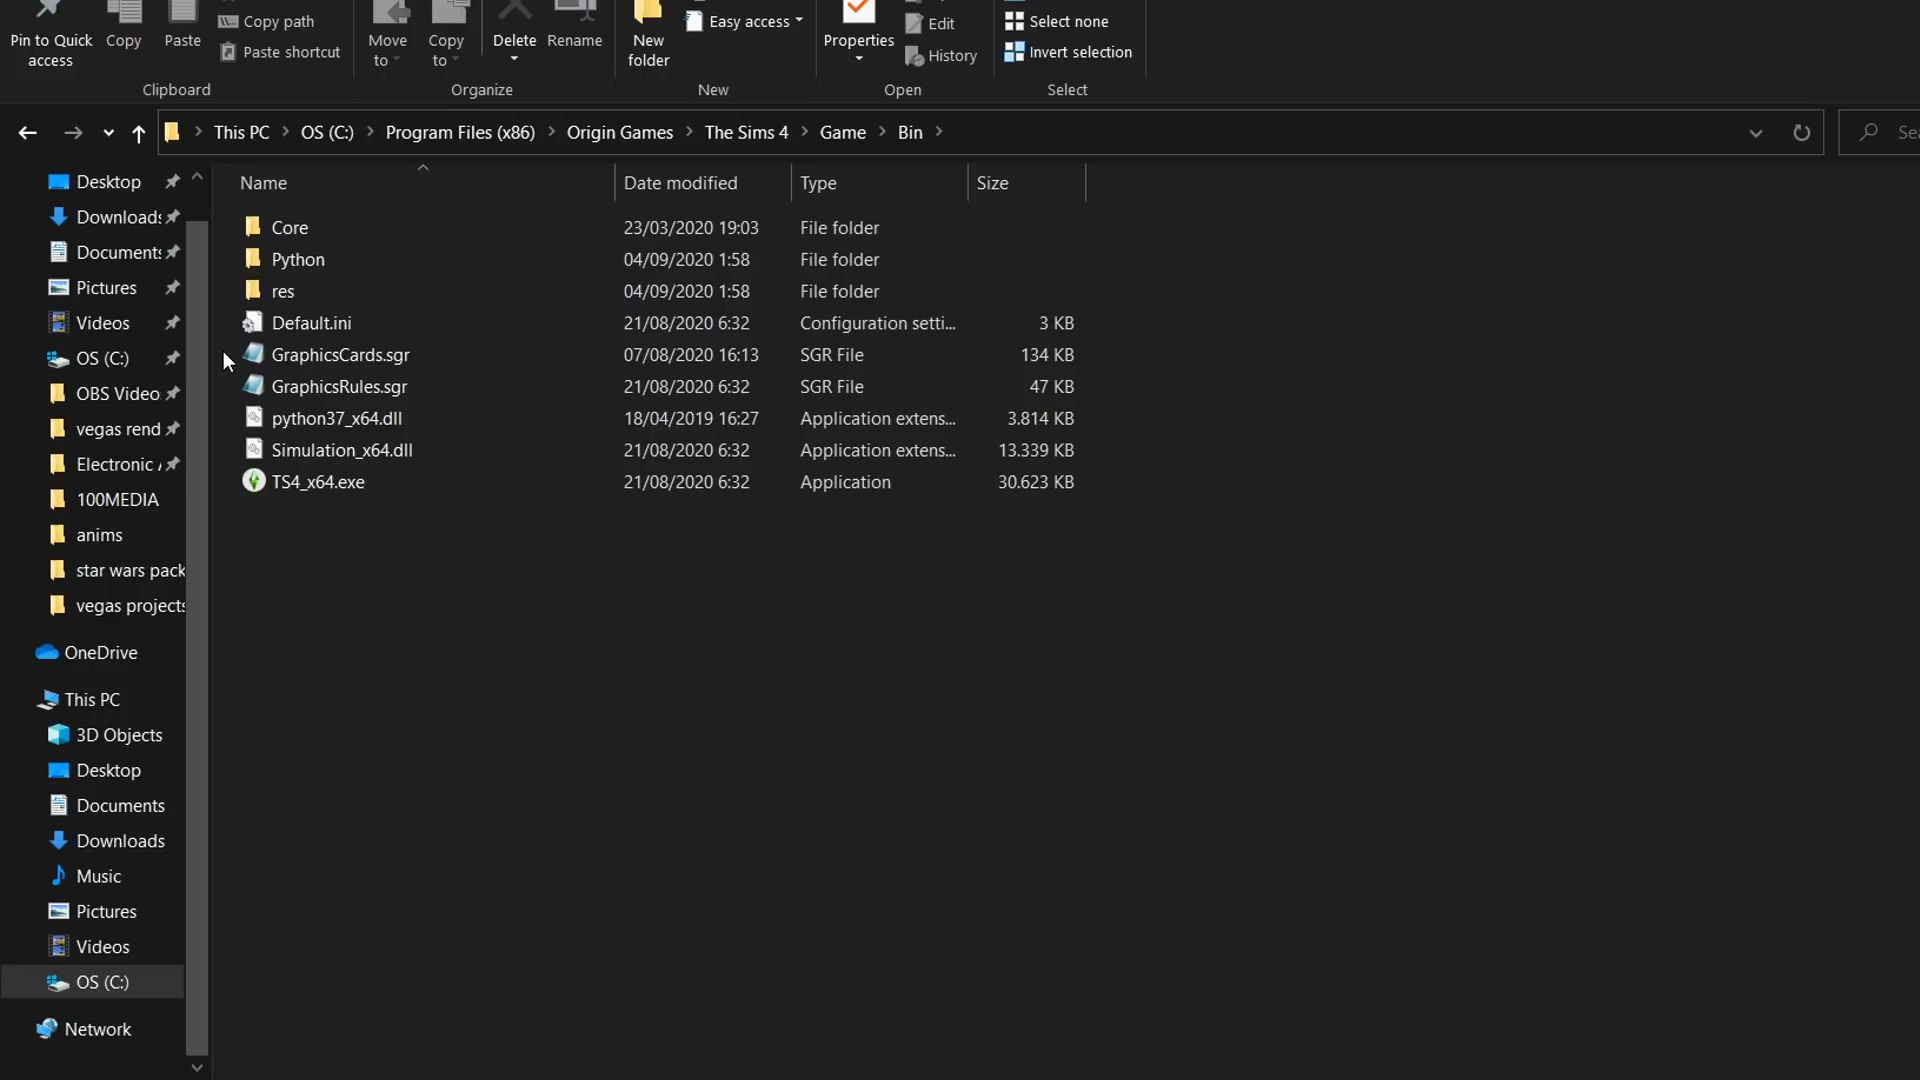 Copy path
Edit
Easy access
Select none
Pin to Quick access
Copy
Paste
Paste shortcut
Move to
Copy to
Delete
Rename
New folder
Properties
History
Invert selection
Clipboard
Organize
New
Open
Select
This PC
OS (C:)
Program Files (x86)
Origin Games
The Sims 4
Game
Bin
Name Date modified Type Size
Core 23/03/2020 19:03 File folder
Python 04/09/2020 1:58 File folder
res 04/09/2020 1:58 File folder
Default.ini 21/08/2020 6:32 Configuration setti... 3 KB
GraphicsCards.sgr 07/08/2020 16:13 SGR File 134 KB
GraphicsRules.sgr 21/08/2020 6:32 SGR File 47 KB
python37_x64.dll 18/04/2019 16:27 Application extens... 3.814 KB
Simulation_x64.dll 21/08/2020 6:32 Application extens... 13.339 KB
TS4_x64.exe 21/08/2020 6:32 Application 30.623 KB
Desktop
Downloads
Documents
Pictures
Videos
OS (C:)
OBS Video
vegas rend
Electronic
100MEDIA
anims
star wars pack
vegas projects
OneDrive
This PC
3D Objects
Desktop
Documents
Downloads
Music
Pictures
Videos
OS (C:)
Network